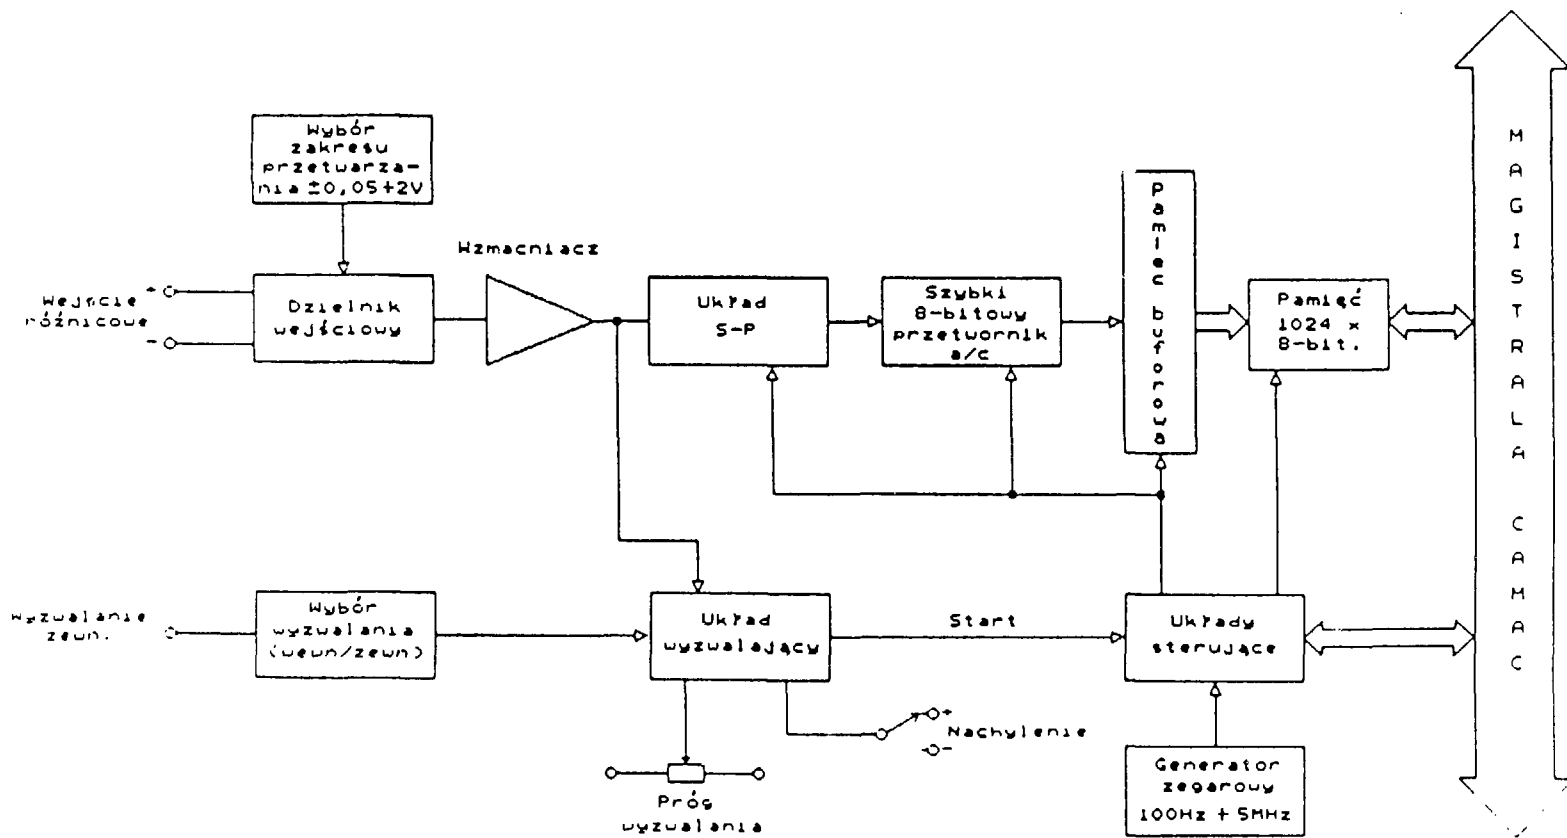 Wybór
zakresu
przetwarza-
nia ±0,05÷2V
Wzmacniacz
Wejście
różnicowe
+
-
Dzielnik
wejściowy
Układ
S-P
Szybki
8-bitowy
przetwornik
a/c
Pamięc buforowa
Pamięć
1024 x
8-bit.
MAGISTRALA CAMAC
Wyzwalanie
zewn.
Wybór
wyzwalania
(wewn/zewn)
Układ
wyzwalający
Start
Układy
sterujące
+
Nachylenie
-
Próg
wyzwalania
Generator
zegarowy
100Hz ÷ 5MHz